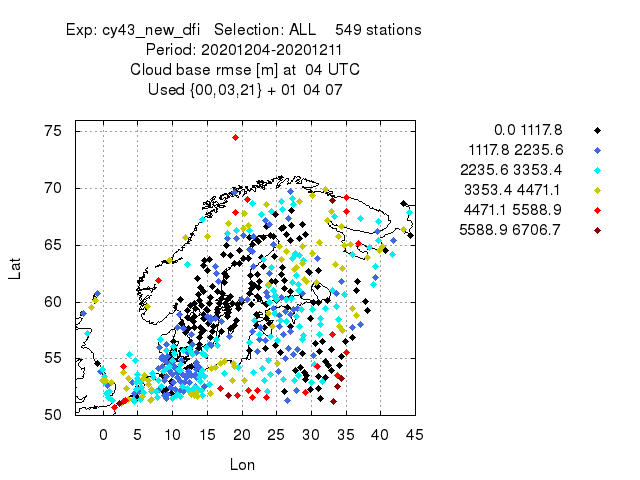 Exp: cy43_new_dfi   Selection: ALL    549 stations
Period: 20201204-20201211
Cloud base rmse [m] at  04 UTC
Used {00,03,21} + 01 04 07
0.0 1117.8
1117.8 2235.6
2235.6 3353.4
3353.4 4471.1
4471.1 5588.9
5588.9 6706.7
75
70
65
60
55
50
Lat
0 5 10 15 20 25 30 35 40 45
Lon